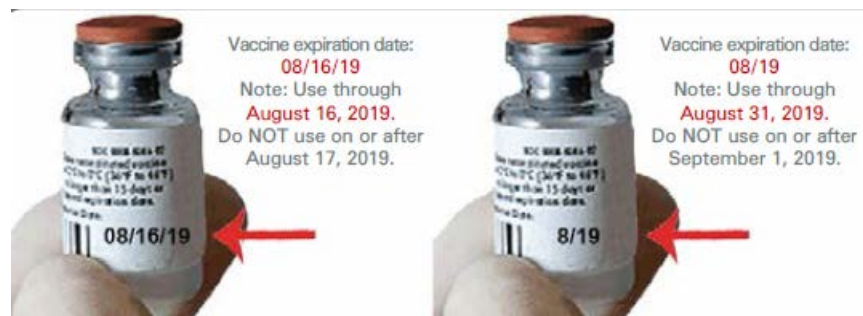 Vaccine expiration date:
08/16/19
Note: Use through
August 16, 2019.
Do NOT use on or after
August 17, 2019.
08/16/19
Vaccine expiration date:
08/19
Note: Use through
August 31, 2019.
Do NOT use on or after
September 1, 2019.
8/19